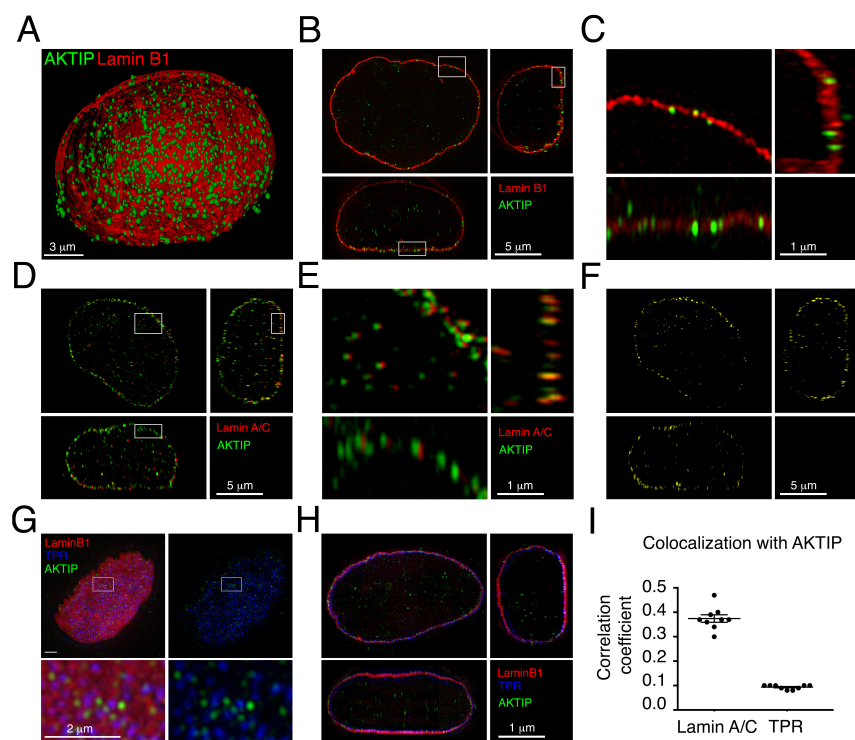 A
AKTIP Lamin B1
3 µm
B
Lamin B1
AKTIP
5 µm
C
1 µm
D
Lamin A/C
AKTIP
5 µm
E
Lamin A/C
AKTIP
1 µm
F
5 µm
G
LaminB1
TPR
AKTIP
2 µm
H
LaminB1
TPR
AKTIP
1 µm
I
Colocalization with AKTIP
Correlation
coefficient
0.5
0.4
0.3
0.2
0.1
0.0
Lamin A/C TPR